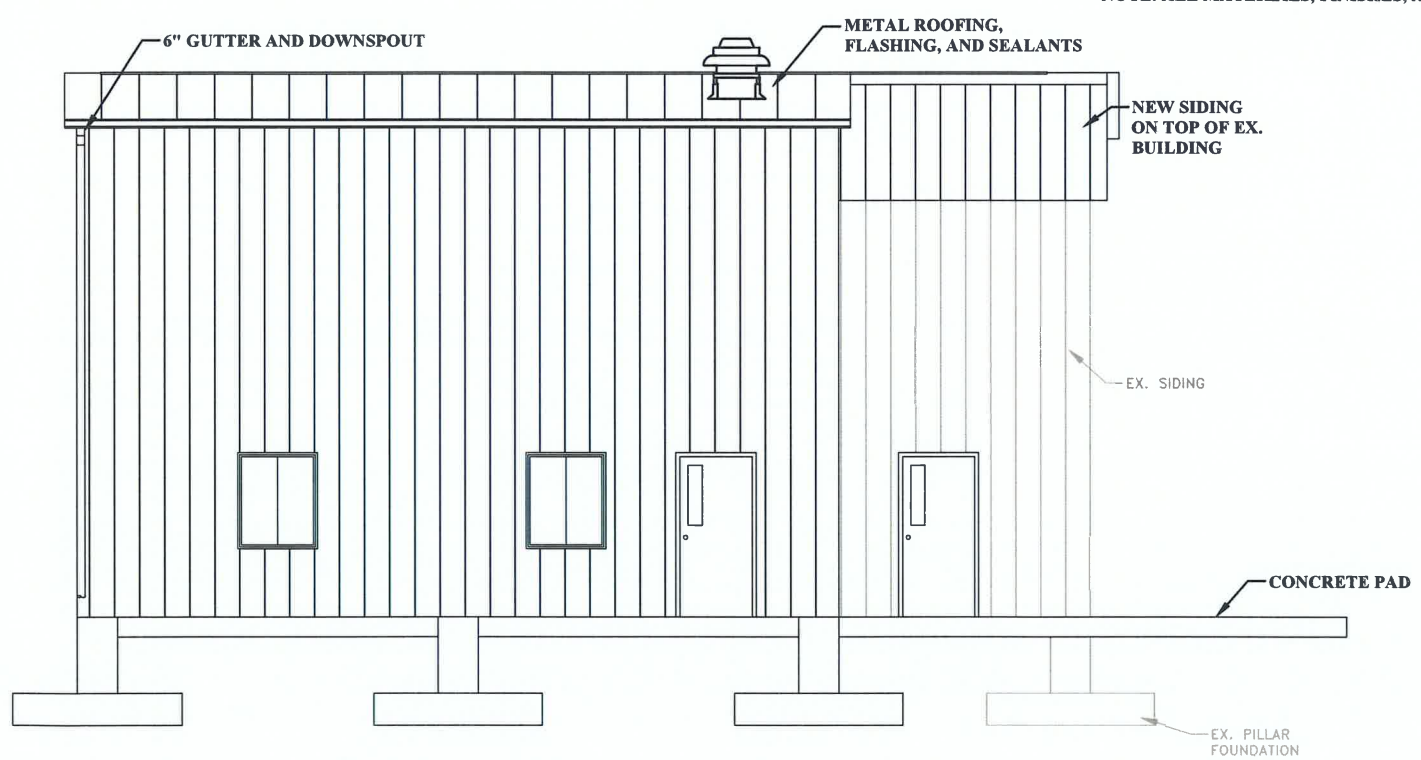 6" GUTTER AND DOWNSPOUT
METAL ROOFING,
FLASHING, AND SEALANTS
NEW SIDING
ON TOP OF EX.
BUILDING
EX. SIDING
CONCRETE PAD
EX. PILLAR
FOUNDATION